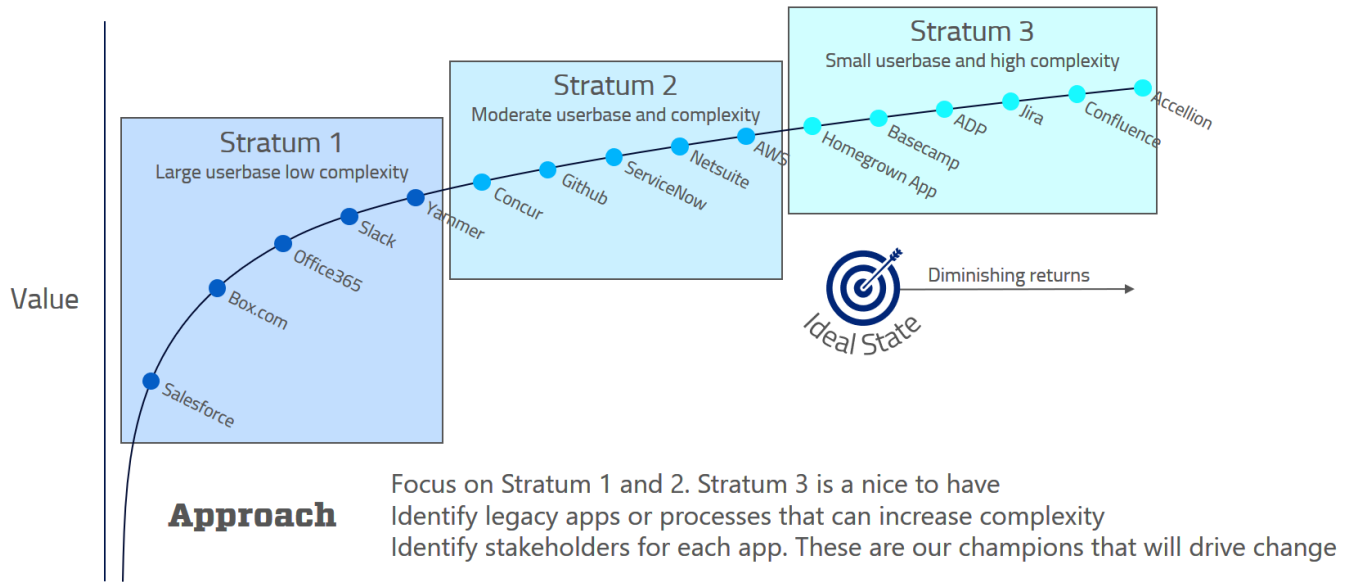 Stratum 1
Large userbase low complexity
Stratum 2
Moderate userbase and complexity
Stratum 3
Small userbase and high complexity
Value
Salesforce
Box.com
Office365
Slack
Yammer
Concur
Github
ServiceNow
Netsuite
AWS
Homegrown App
Basecamp
ADP
Jira
Confluence
Accellion
Ideal State
Diminishing returns
Approach
Focus on Stratum 1 and 2. Stratum 3 is a nice to have
Identify legacy apps or processes that can increase complexity
Identify stakeholders for each app. These are our champions that will drive change